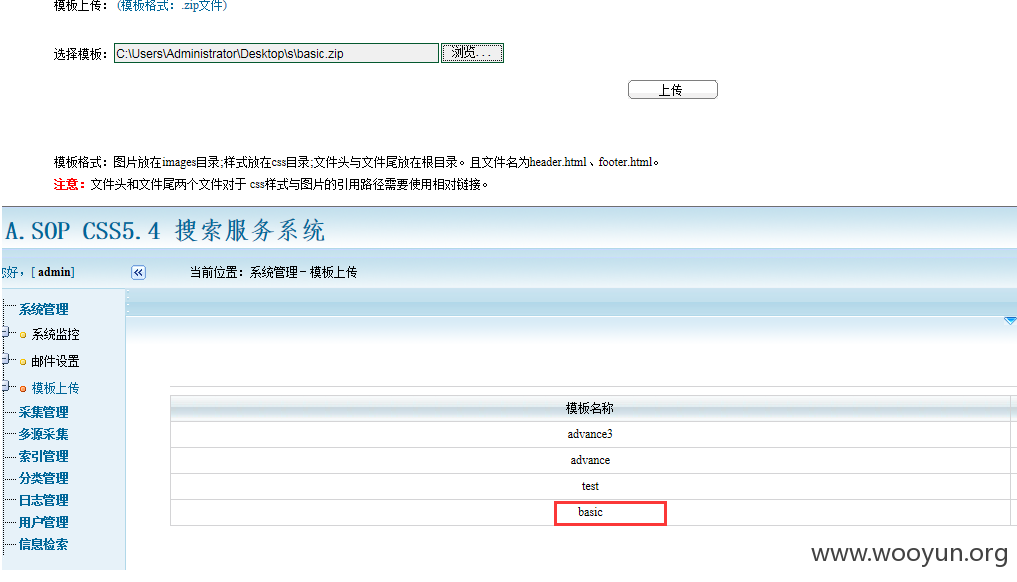 模板上传： (模板格式：.zip文件)
选择模板： C:\Users\Administrator\Desktop\s\basic.zip 浏览. . .
上传
模板格式：图片放在images目录;样式放在css目录;文件头与文件尾放在根目录。且文件名为header.html、footer.html。
注意：文件头和文件尾两个文件对于 css样式与图片的引用路径需要使用相对链接。
A.SOP CSS5.4 搜索服务系统
您好，[ admin] 当前位置：系统管理－模板上传
系统管理
系统监控
邮件设置
模板上传
采集管理
多源采集
索引管理
分类管理
日志管理
用户管理
信息检索
模板名称
advance3
advance
test
basic
www.wooyun.org